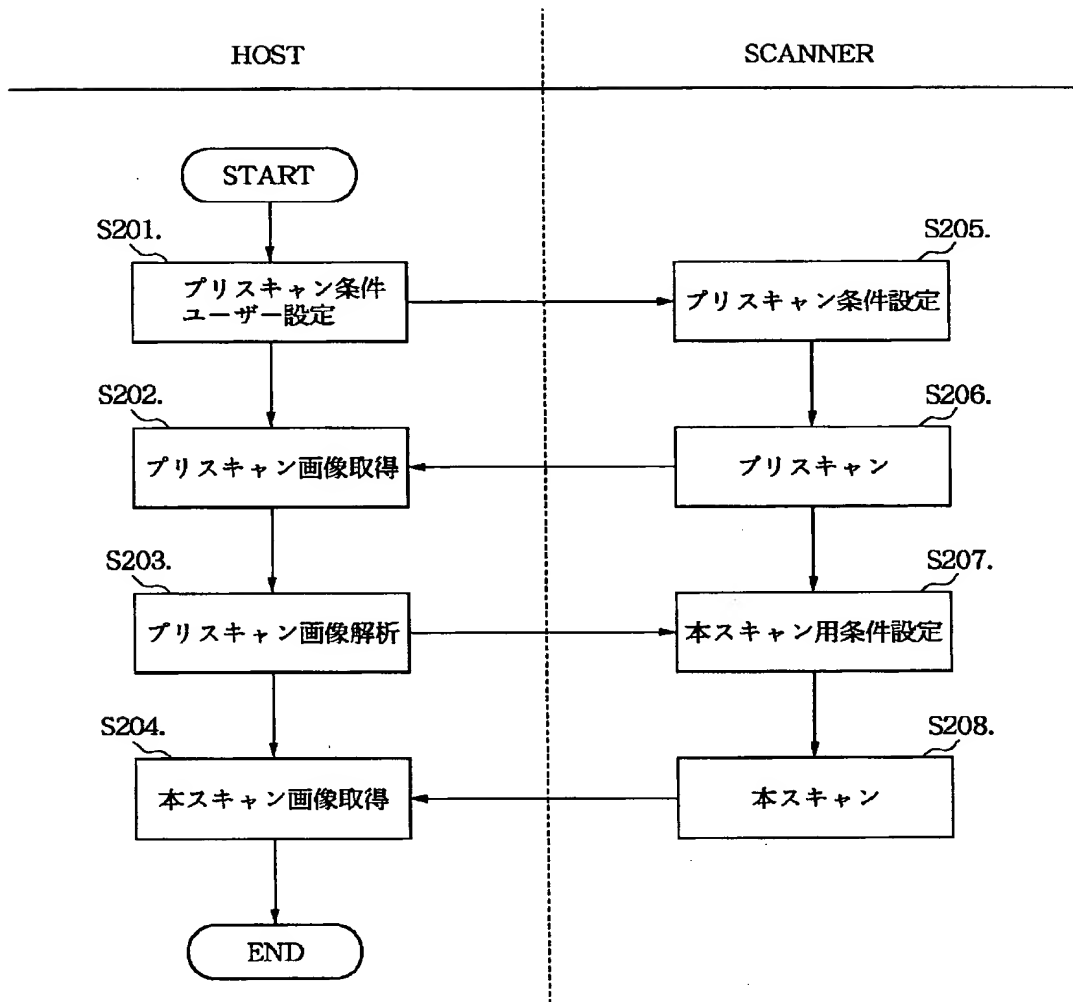 HOST
SCANNER
START
S201.
プリスキャン条件
ユーザー設定
S205.
プリスキャン条件設定
S202.
プリスキャン画像取得
S206.
プリスキャン
S203.
プリスキャン画像解析
S207.
本スキャン用条件設定
S204.
本スキャン画像取得
S208.
本スキャン
END